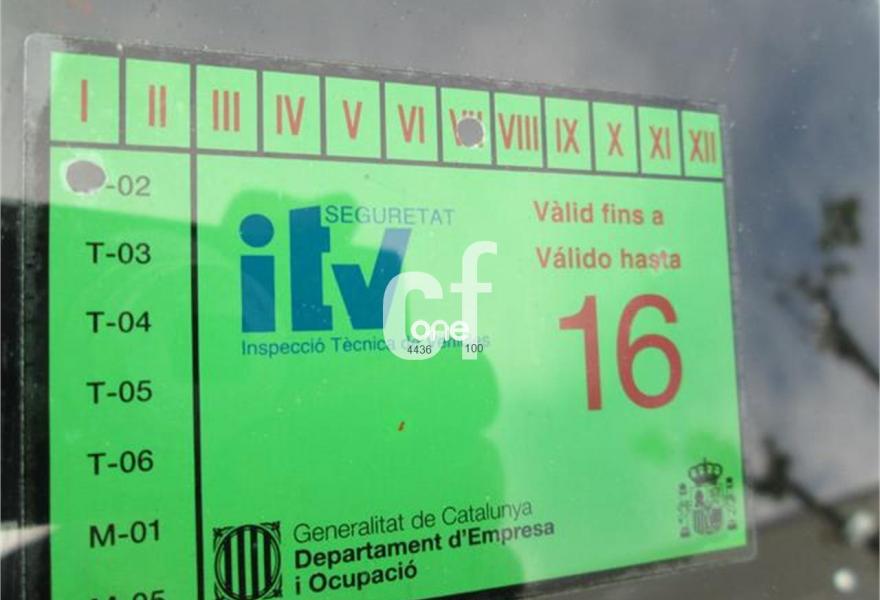 I II III IV V VI VII VIII IX X XI XII
-02
T-03
T-04
T-05
T-06
M-01
SEGURETAT
itv
Inspecció Tècnica
Vàlid fins a
Válido hasta
16
cf
one
4436 100
Generalitat de Catalunya
Departament d'Empresa
i Ocupació